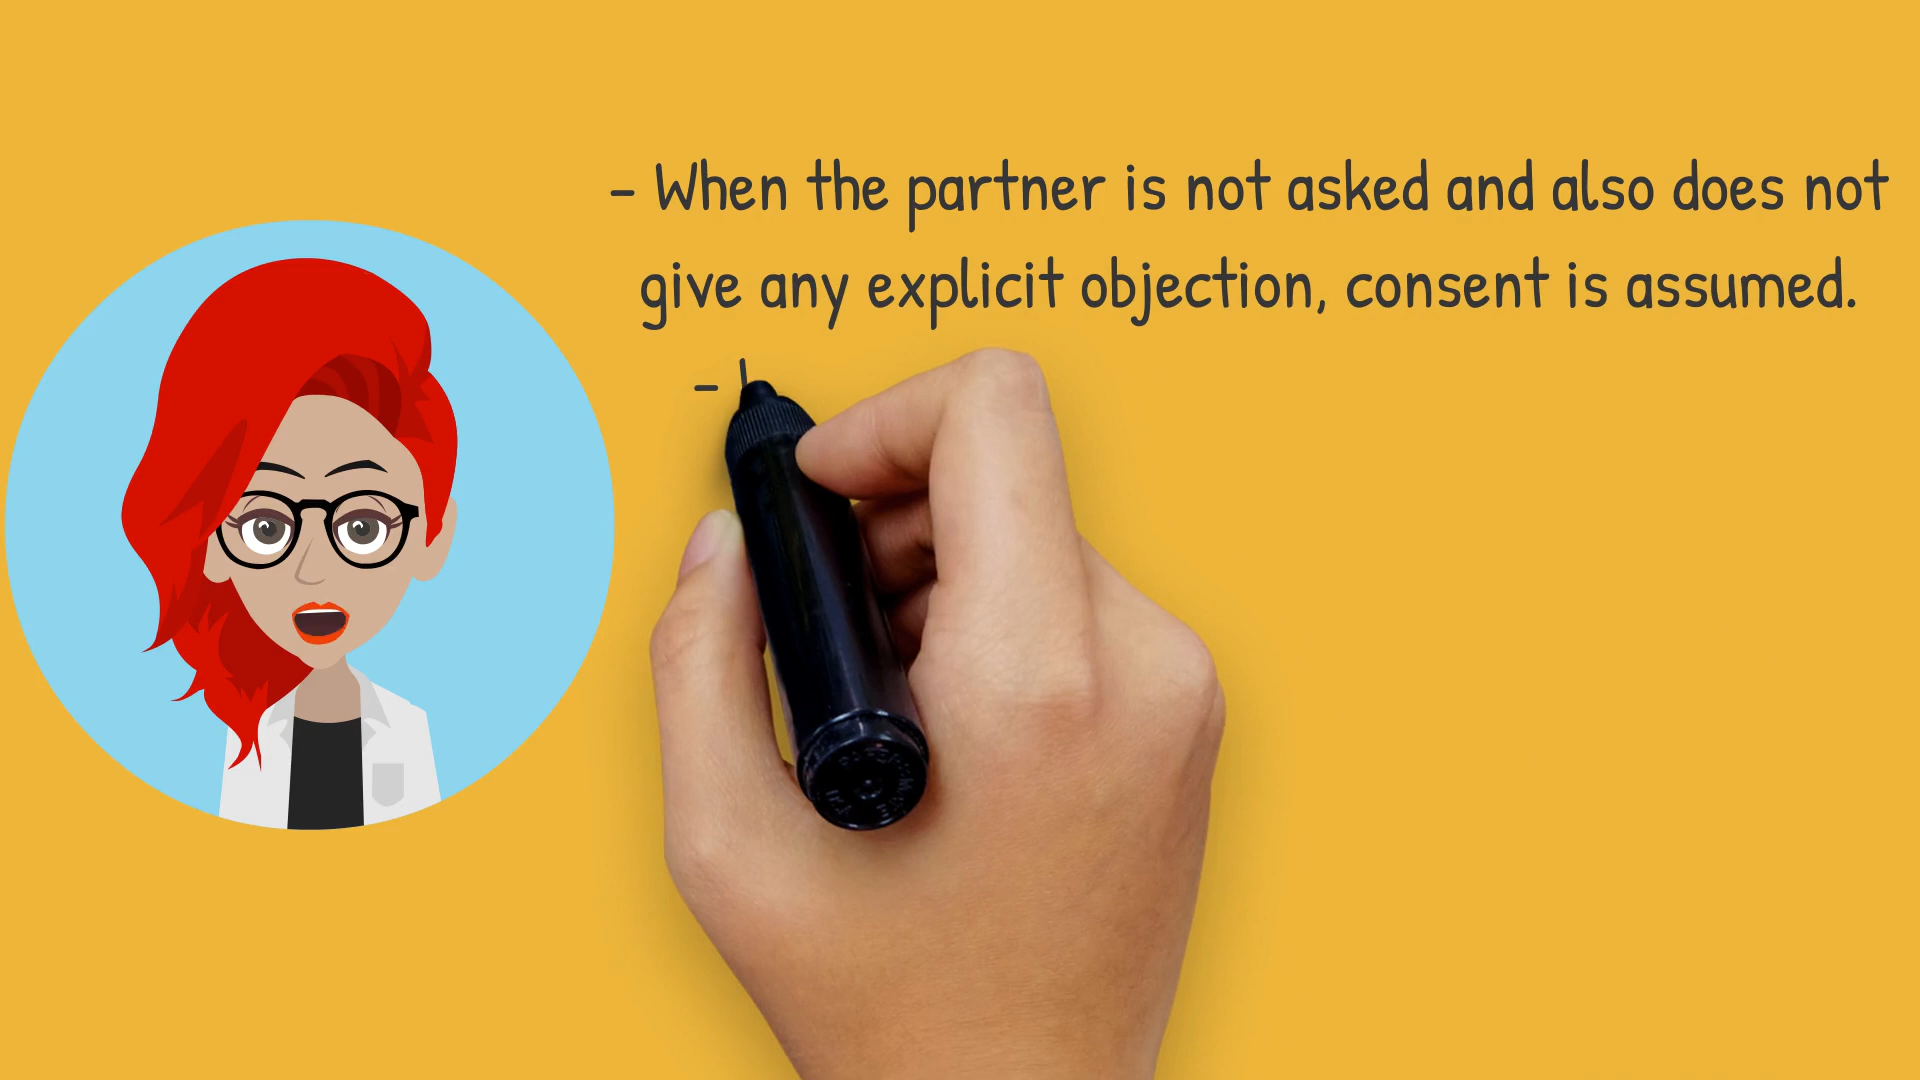 - When the partner is not asked and also does not
give any explicit objection, consent is assumed.
-